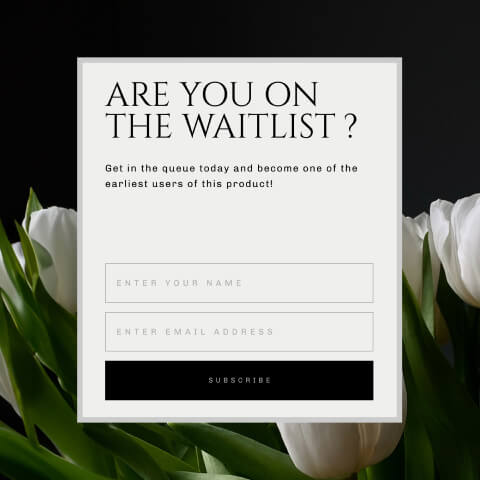 ARE YOU ON
THE WAITLIST ?
Get in the queue today and become one of the
earliest users of this product!
ENTER YOUR NAME
ENTER EMAIL ADDRESS
SUBSCRIBE